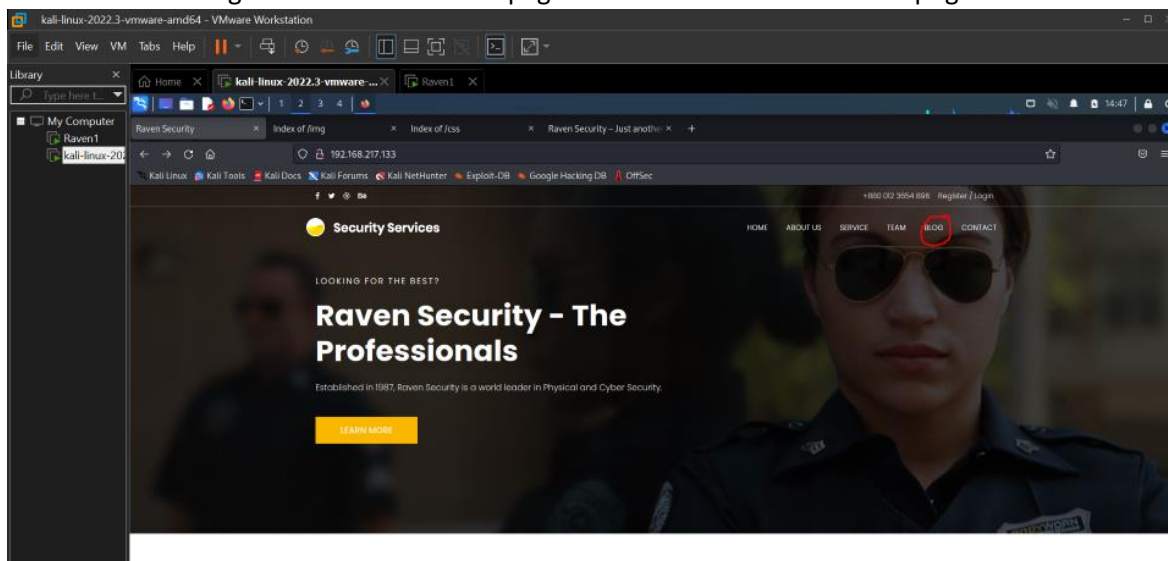 kali-linux-2022.3-vmware-amd64 - VMware Workstation
File Edit View VM Tabs Help
Library
Home kali-linux-2022.3-vmware-... Raven1
Type here t...
1 2 3 4 14:47
My Computer
Raven1
kali-linux-202
Raven Security Index of /img Index of /css Raven Security – Just anothe
192.168.217.133
Kali Linux Kali Tools Kali Docs Kali Forums Kali NetHunter Exploit-DB Google Hacking DB OffSec
+880 012 3654 896 Register / Login
Security Services
HOME ABOUT US SERVICE TEAM BLOG CONTACT
LOOKING FOR THE BEST?
Raven Security - The
Professionals
Established in 1987, Raven Security is a world leader in Physical and Cyber Security.
LEARN MORE